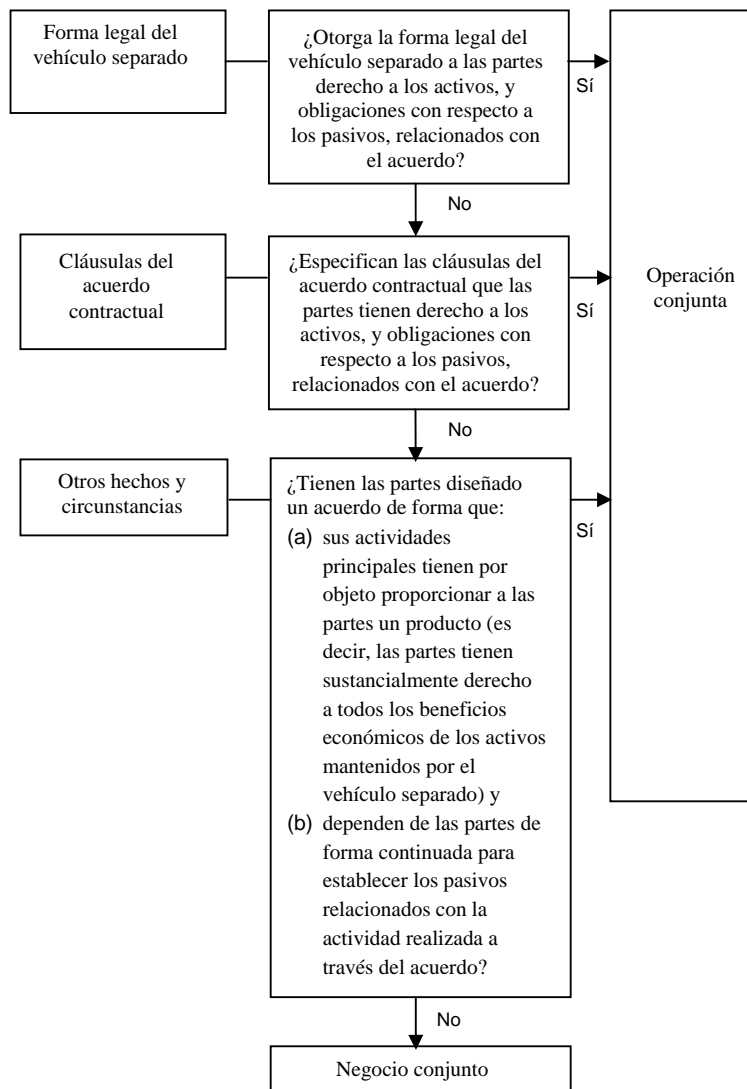 Forma legal del
vehículo separado
¿Otorga la forma legal del
vehículo separado a las partes
derecho a los activos, y
obligaciones con respecto a
los pasivos, relacionados con
el acuerdo?
Sí
No
Cláusulas del
acuerdo
contractual
¿Especifican las cláusulas del
acuerdo contractual que las
partes tienen derecho a los
activos, y obligaciones con
respecto a los pasivos,
relacionados con el acuerdo?
Sí
Operación
conjunta
No
Otros hechos y
circunstancias
¿Tienen las partes diseñado
un acuerdo de forma que:
(a) sus actividades
principales tienen por
objeto proporcionar a las
partes un producto (es
decir, las partes tienen
sustancialmente derecho
a todos los beneficios
económicos de los activos
mantenidos por el
vehículo separado) y
(b) dependen de las partes de
forma continuada para
establecer los pasivos
relacionados con la
actividad realizada a
través del acuerdo?
Sí
No
Negocio conjunto